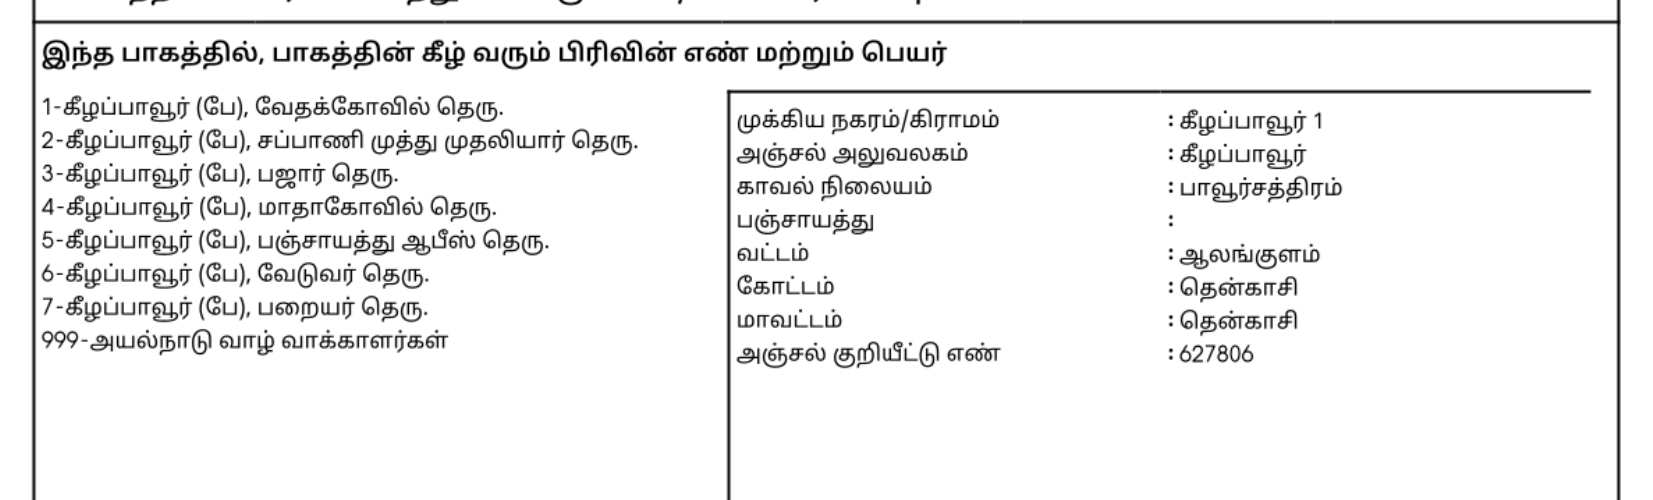 இந்த பாகத்தில், பாகத்தின் கீழ் வரும் பிரிவின் எண் மற்றும் பெயர்
1-கீழப்பாவூர் (பே), வேதக்கோவில் தெரு.
2-கீழப்பாவூர் (பே), சப்பாணி முத்து முதலியார் தெரு.
3-கீழப்பாவூர் (பே), பஜார் தெரு.
4-கீழப்பாவூர் (பே), மாதாகோவில் தெரு.
5-கீழப்பாவூர் (பே), பஞ்சாயத்து ஆபீஸ் தெரு.
6-கீழப்பாவூர் (பே), வேடுவர் தெரு.
7-கீழப்பாவூர் (பே), பறையர் தெரு.
999-அயல்நாடு வாழ் வாக்காளர்கள்
முக்கிய நகரம்/கிராமம் : கீழப்பாவூர் 1
அஞ்சல் அலுவலகம் : கீழப்பாவூர்
காவல் நிலையம் : பாவூர்சத்திரம்
பஞ்சாயத்து :
வட்டம் : ஆலங்குளம்
கோட்டம் : தென்காசி
மாவட்டம் : தென்காசி
அஞ்சல் குறியீட்டு எண் : 627806